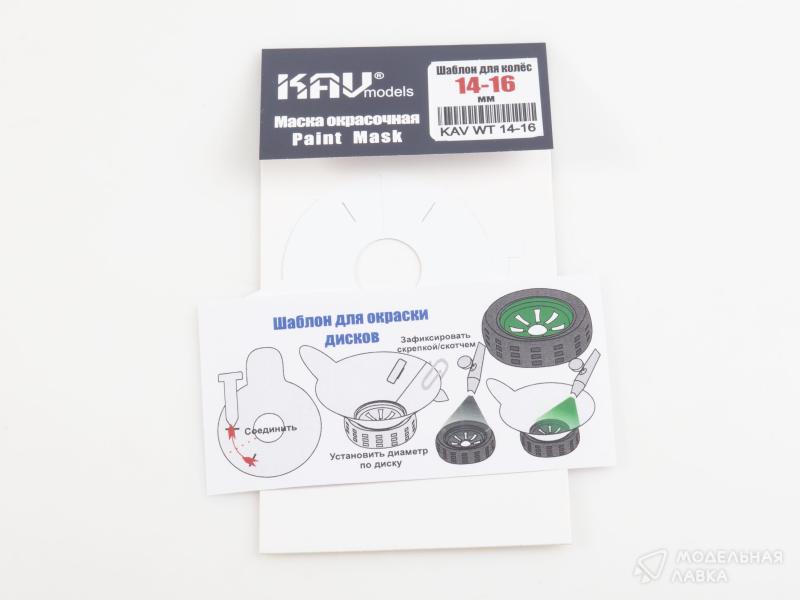 KAV®
models
Маска окрасочная
Paint Mask
Шаблон для колёс
14-16
мм
KAV WT 14-16
Шаблон для окраски
дисков
Зафиксировать
скрепкой/скотчем
Соединить
Установить диаметр
по диску
МОДЕЛЬНАЯ
ЛАВКА